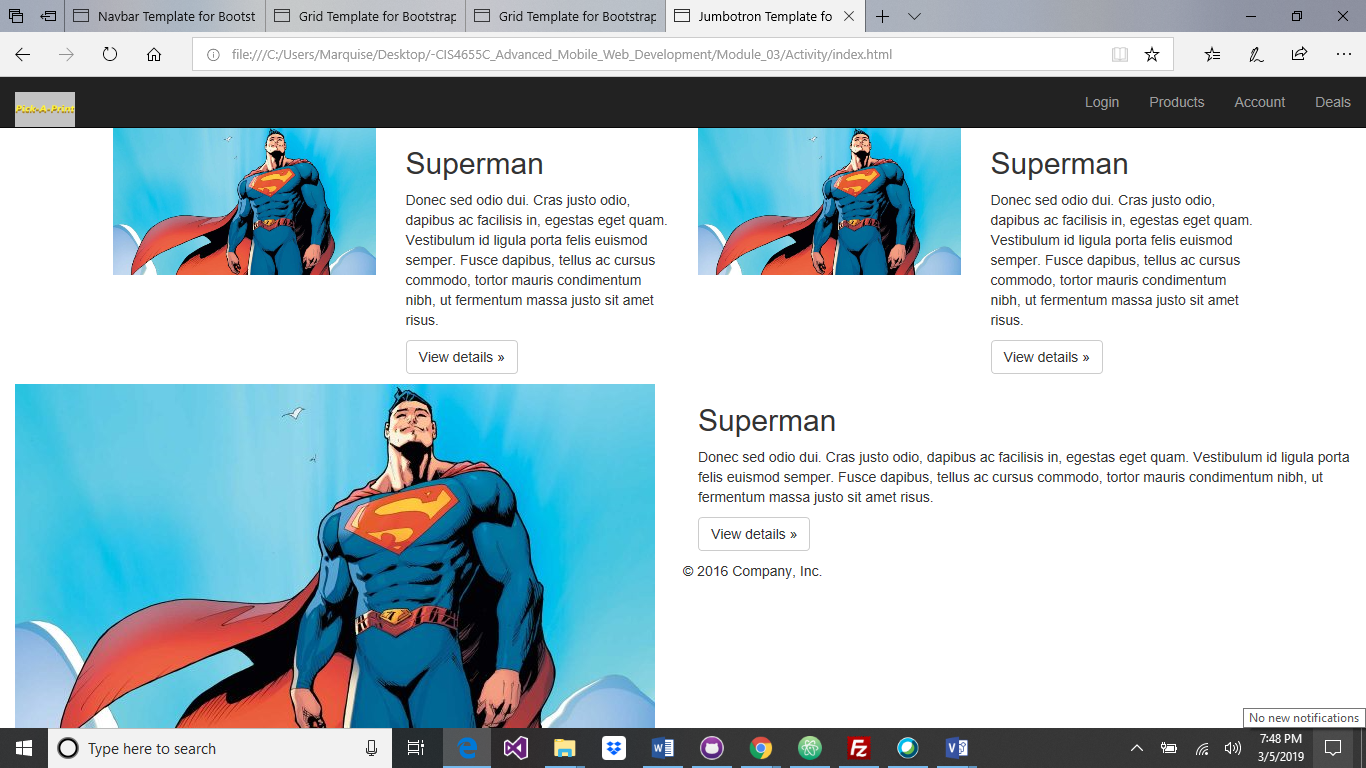 Navbar Template for Bootst
Grid Template for Bootstrap
Grid Template for Bootstrap
Jumbotron Template fo
file:///C:/Users/Marquise/Desktop/-CIS4655C_Advanced_Mobile_Web_Development/Module_03/Activity/index.html
Pick-A-Print
Login
Products
Account
Deals
Superman
Donec sed odio dui. Cras justo odio,
dapibus ac facilisis in, egestas eget quam.
Vestibulum id ligula porta felis euismod
semper. Fusce dapibus, tellus ac cursus
commodo, tortor mauris condimentum
nibh, ut fermentum massa justo sit amet
risus.
View details »
Superman
Donec sed odio dui. Cras justo odio,
dapibus ac facilisis in, egestas eget quam.
Vestibulum id ligula porta felis euismod
semper. Fusce dapibus, tellus ac cursus
commodo, tortor mauris condimentum
nibh, ut fermentum massa justo sit amet
risus.
View details »
Superman
Donec sed odio dui. Cras justo odio, dapibus ac facilisis in, egestas eget quam. Vestibulum id ligula porta
felis euismod semper. Fusce dapibus, tellus ac cursus commodo, tortor mauris condimentum nibh, ut
fermentum massa justo sit amet risus.
View details »
© 2016 Company, Inc.
No new notifications
Type here to search
7:48 PM
3/5/2019